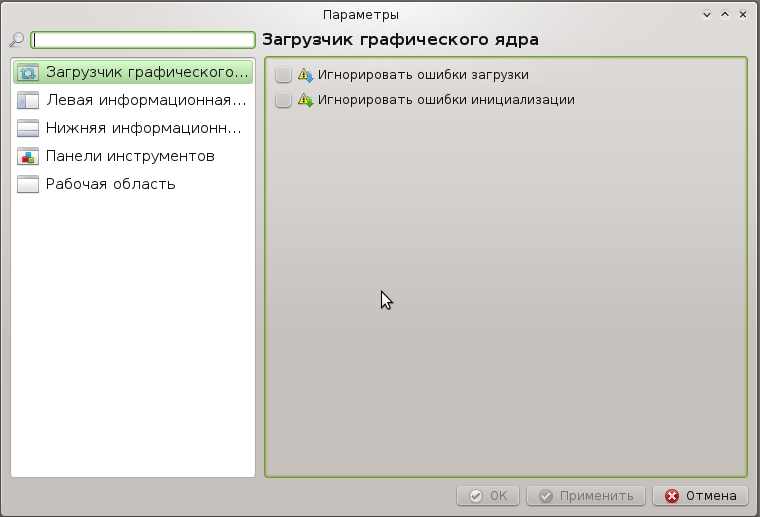 Параметры
Загрузчик графического ядра
Загрузчик графического...
Левая информационная...
Нижняя информационн...
Панели инструментов
Рабочая область
Игнорировать ошибки загрузки
Игнорировать ошибки инициализации
OK
Применить
Отмена